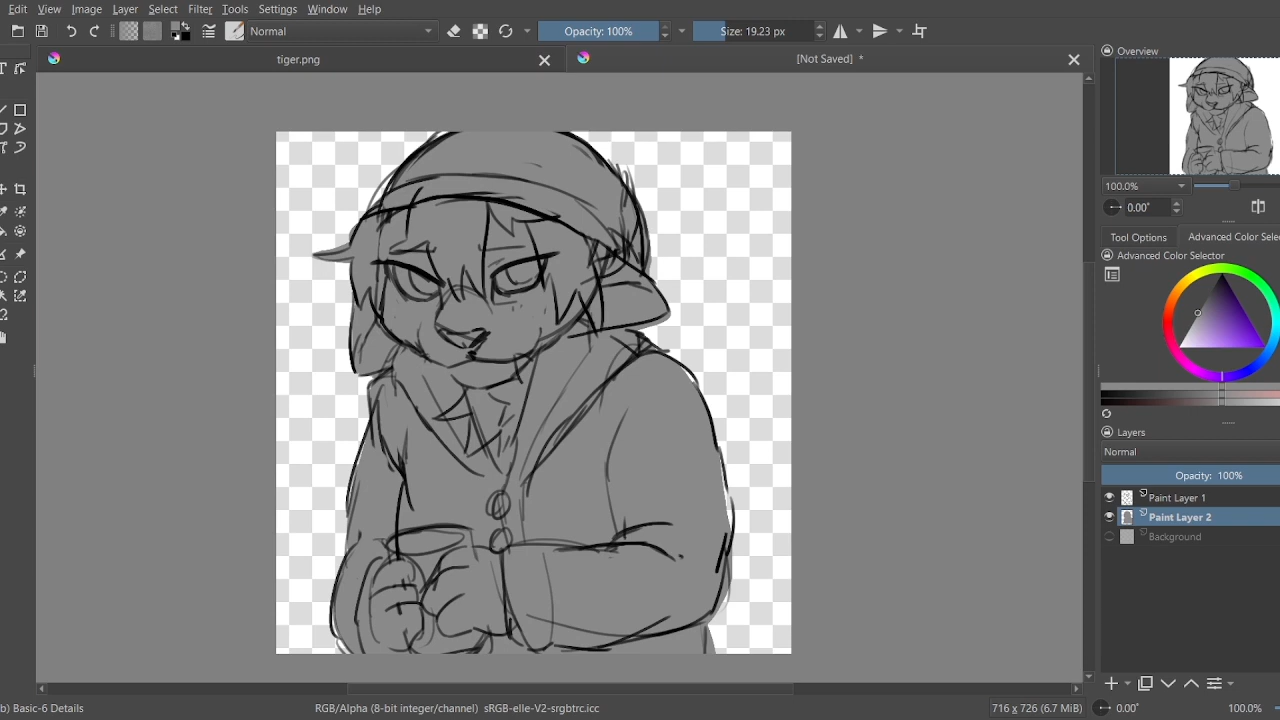 Edit View Image Layer Select Filter Tools Settings Window Help
Normal Opacity: 100% Size: 19.23 px
tiger.png [Not Saved] *
Overview
100.0%
0.00°
Tool Options Advanced Color Selec
Advanced Color Selector
Layers
Normal
Opacity: 100%
Paint Layer 1
Paint Layer 2
Background
b) Basic-6 Details RGB/Alpha (8-bit integer/channel) sRGB-elle-V2-srgbtrc.icc 716 x 726 (6.7 MiB) 0.00° 100.0%